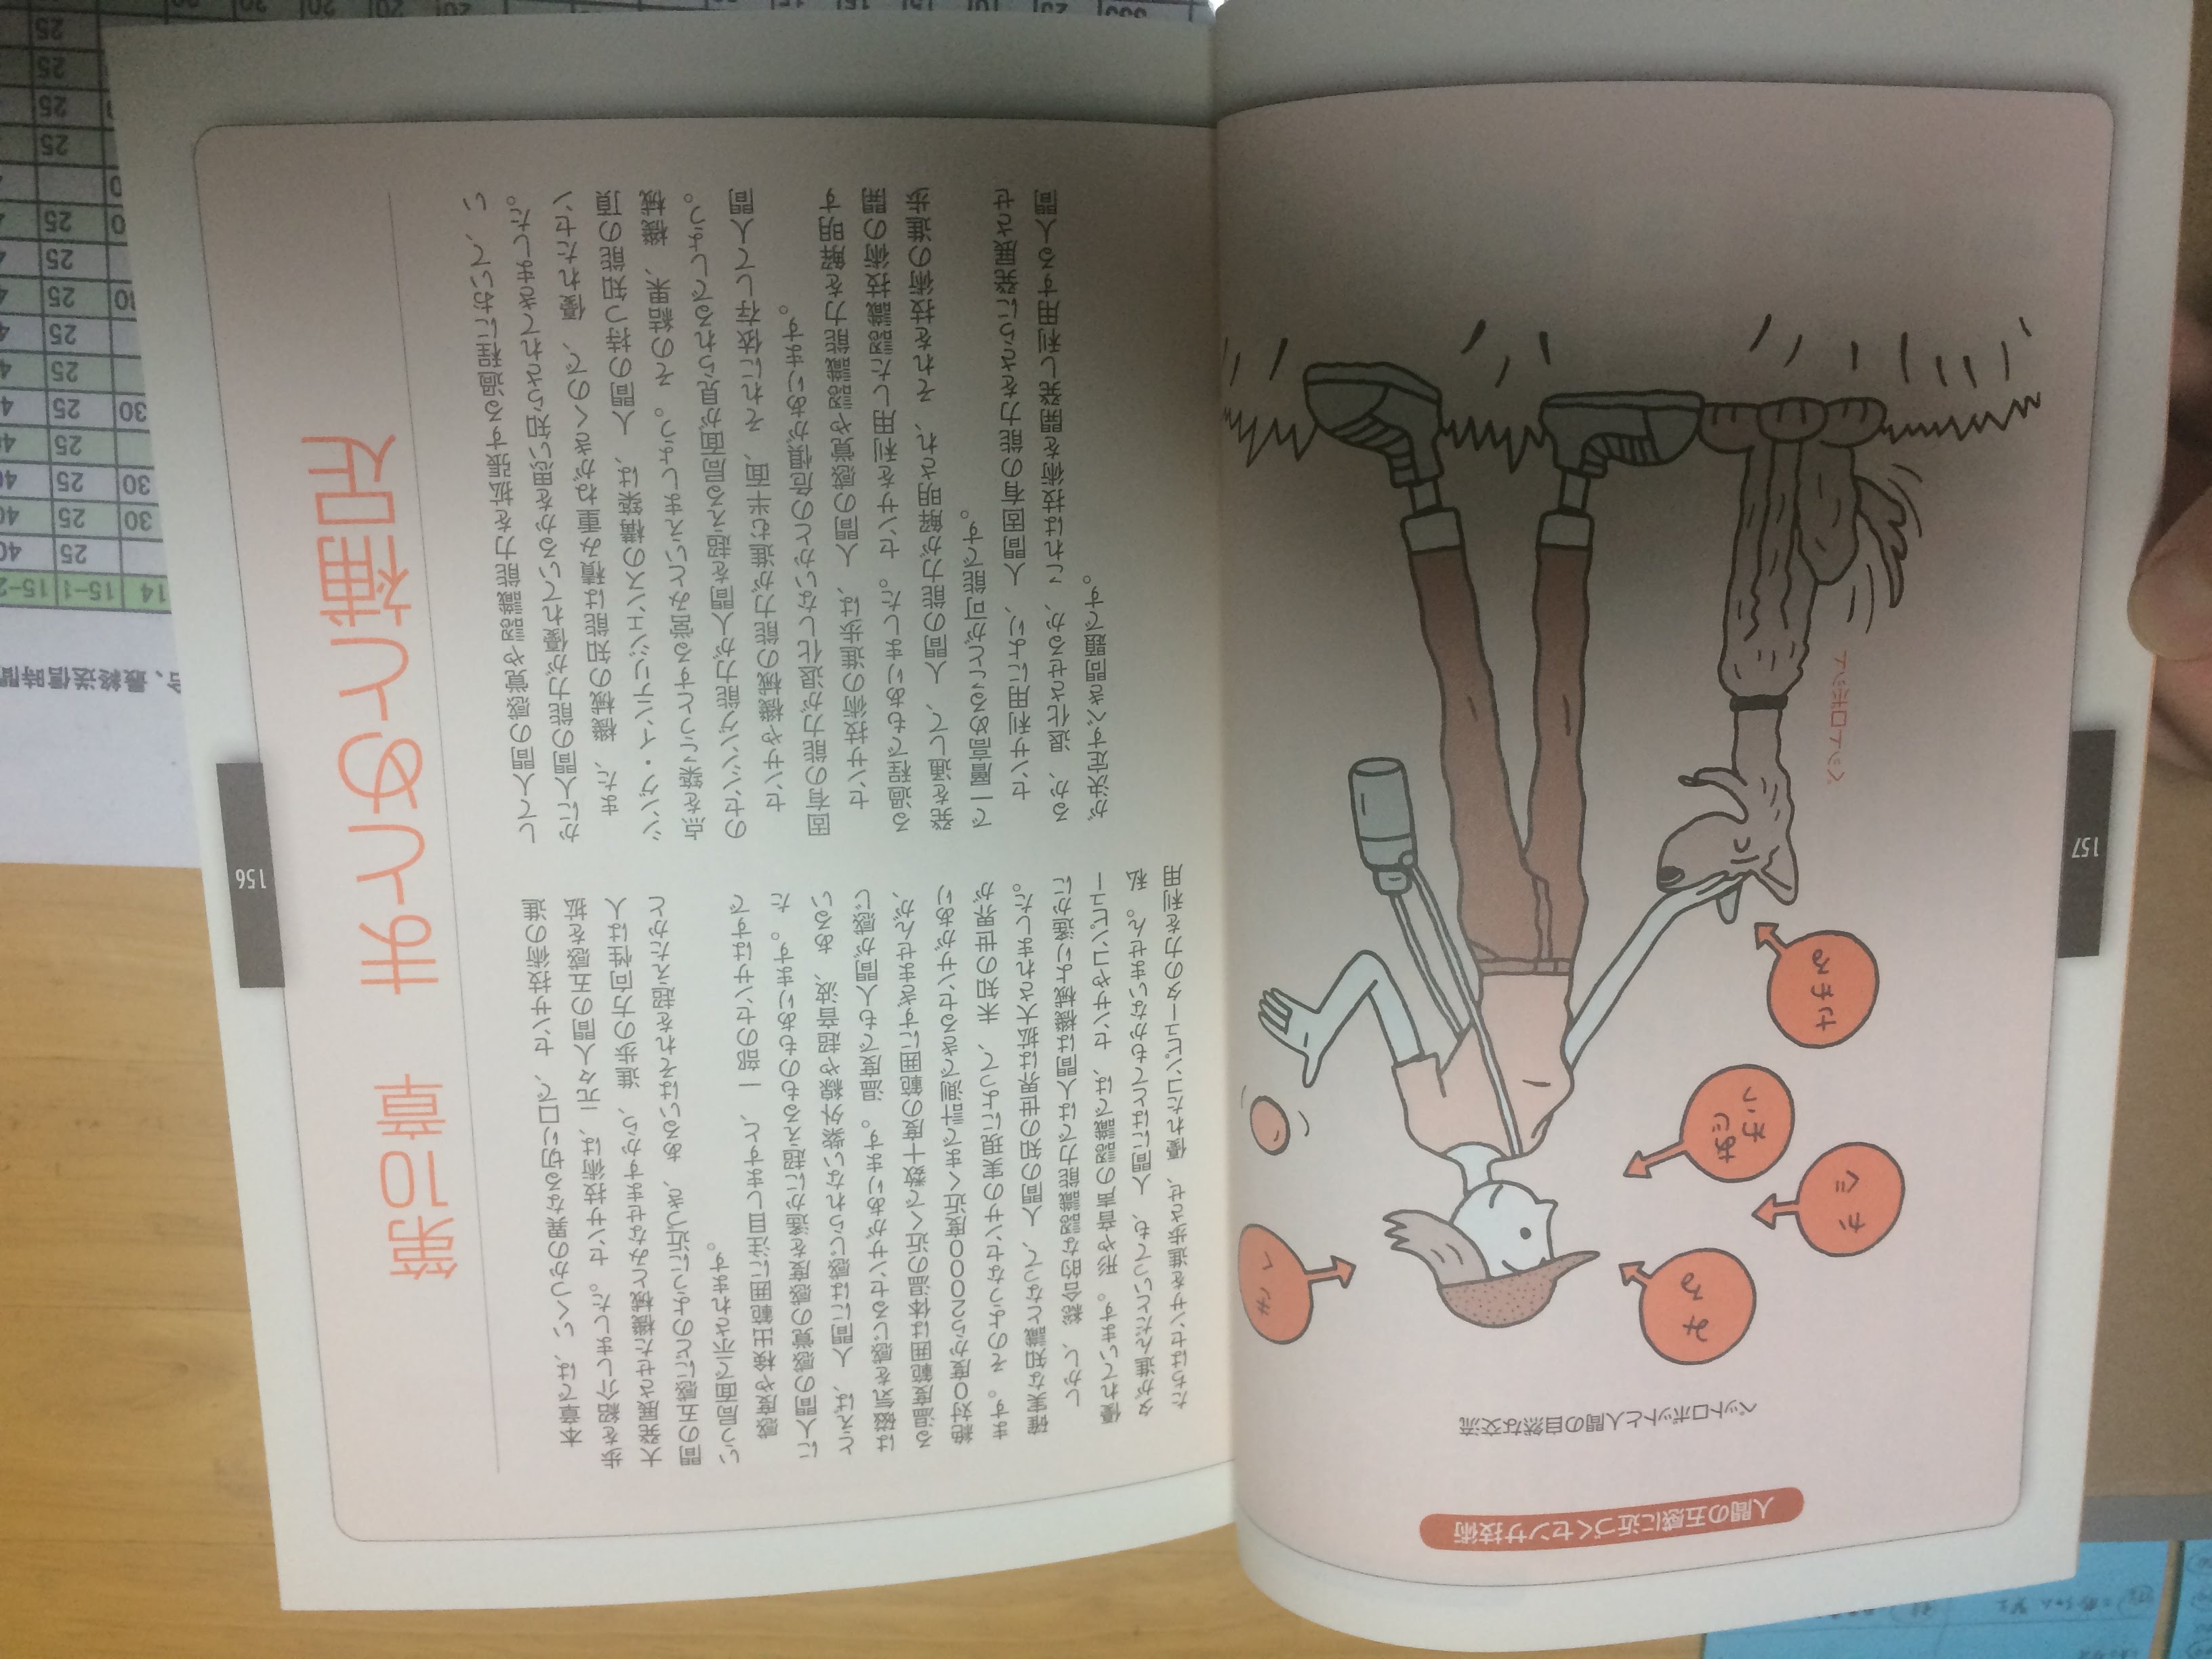 第10章 まとめと補足
本章では、いくつかの異なる切り口で、センサ技術の進
歩を紹介しました。センサ技術は、元々人間の五感を拡
大発展させた機械とみなせますから、進歩の方向性は人
間の五感にどのように近づき、あるいはそれを超えたかと
いう局面で示されます。
感度や検出範囲に注目しますと、一部のセンサはすで
に人間の感覚の感度を遙かに超えるものもあります。た
とえば、人間には感じられない紫外線や超音波、あるい
は磁気を感じるセンサがあります。温度でも人間が感じ
る温度範囲は体温の近くで数十度の範囲にすぎませんが、
絶対0度から2000度近くまで計測できるセンサがあり
ます。そのようなセンサの実現によって、未知の世界が
確実な知識となって、人間の知の世界は拡大されました。
しかし、総合的な認識能力では人間は機械より遙かに
優れています。形や音声の認識では、センサやコンピュー
タが進んだといっても、人間にはとてもかないません。私
たちはセンサを進歩させ、優れたコンピュータの力を利用
して人間の感覚や認識能力を拡張する過程において、い
かに人間の能力が優れているかを思い知らされてきました。
また、機械の知能は積み重ねがきくので、優れたセン
シング・インテリジェンスの構築は、人間の持つ知能の頂
点を築こうとする営みといえましょう。その結果、機械
のセンシング能力が人間を超える局面が見られるでしょう。
センサや機械の能力が進む半面、それに依存して人間
固有の能力が退化しないかとの危惧があります。
センサ技術の進歩は、人間の感覚や認識能力を解明す
る過程でもありました。センサを利用した認識技術の開
発を通して、人間の能力が解明され、それを技術の進歩
で一層高めることが可能です。
センサ利用により、人間固有の能力をさらに発展させ
るか、退化させるか、これは技術を開発し利用する人間
が決定すべき問題です。
156
人間の五感に近づくセンサ技術
ペットロボットと人間の自然な交流
きく
みる
かぐ
あじ
わう
さわる
ペットロボット
157
合、最終送信時間
14 15-1 15-2
25 40
30 25 40
30 25
25
30 25
25
25
25
25
25
25
25
25
25